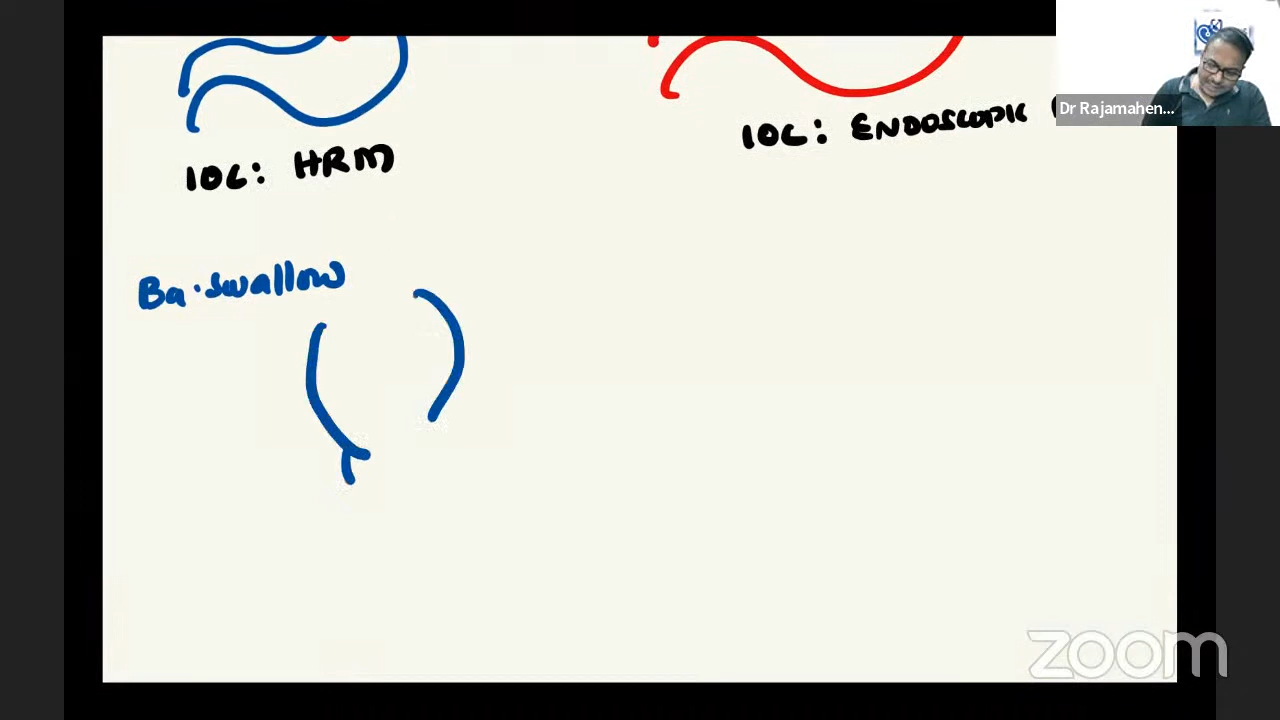 Dr Rajamahen...
IOC: ENDOSCOPIC
IOC: HRM
Ba. swallow
zoom